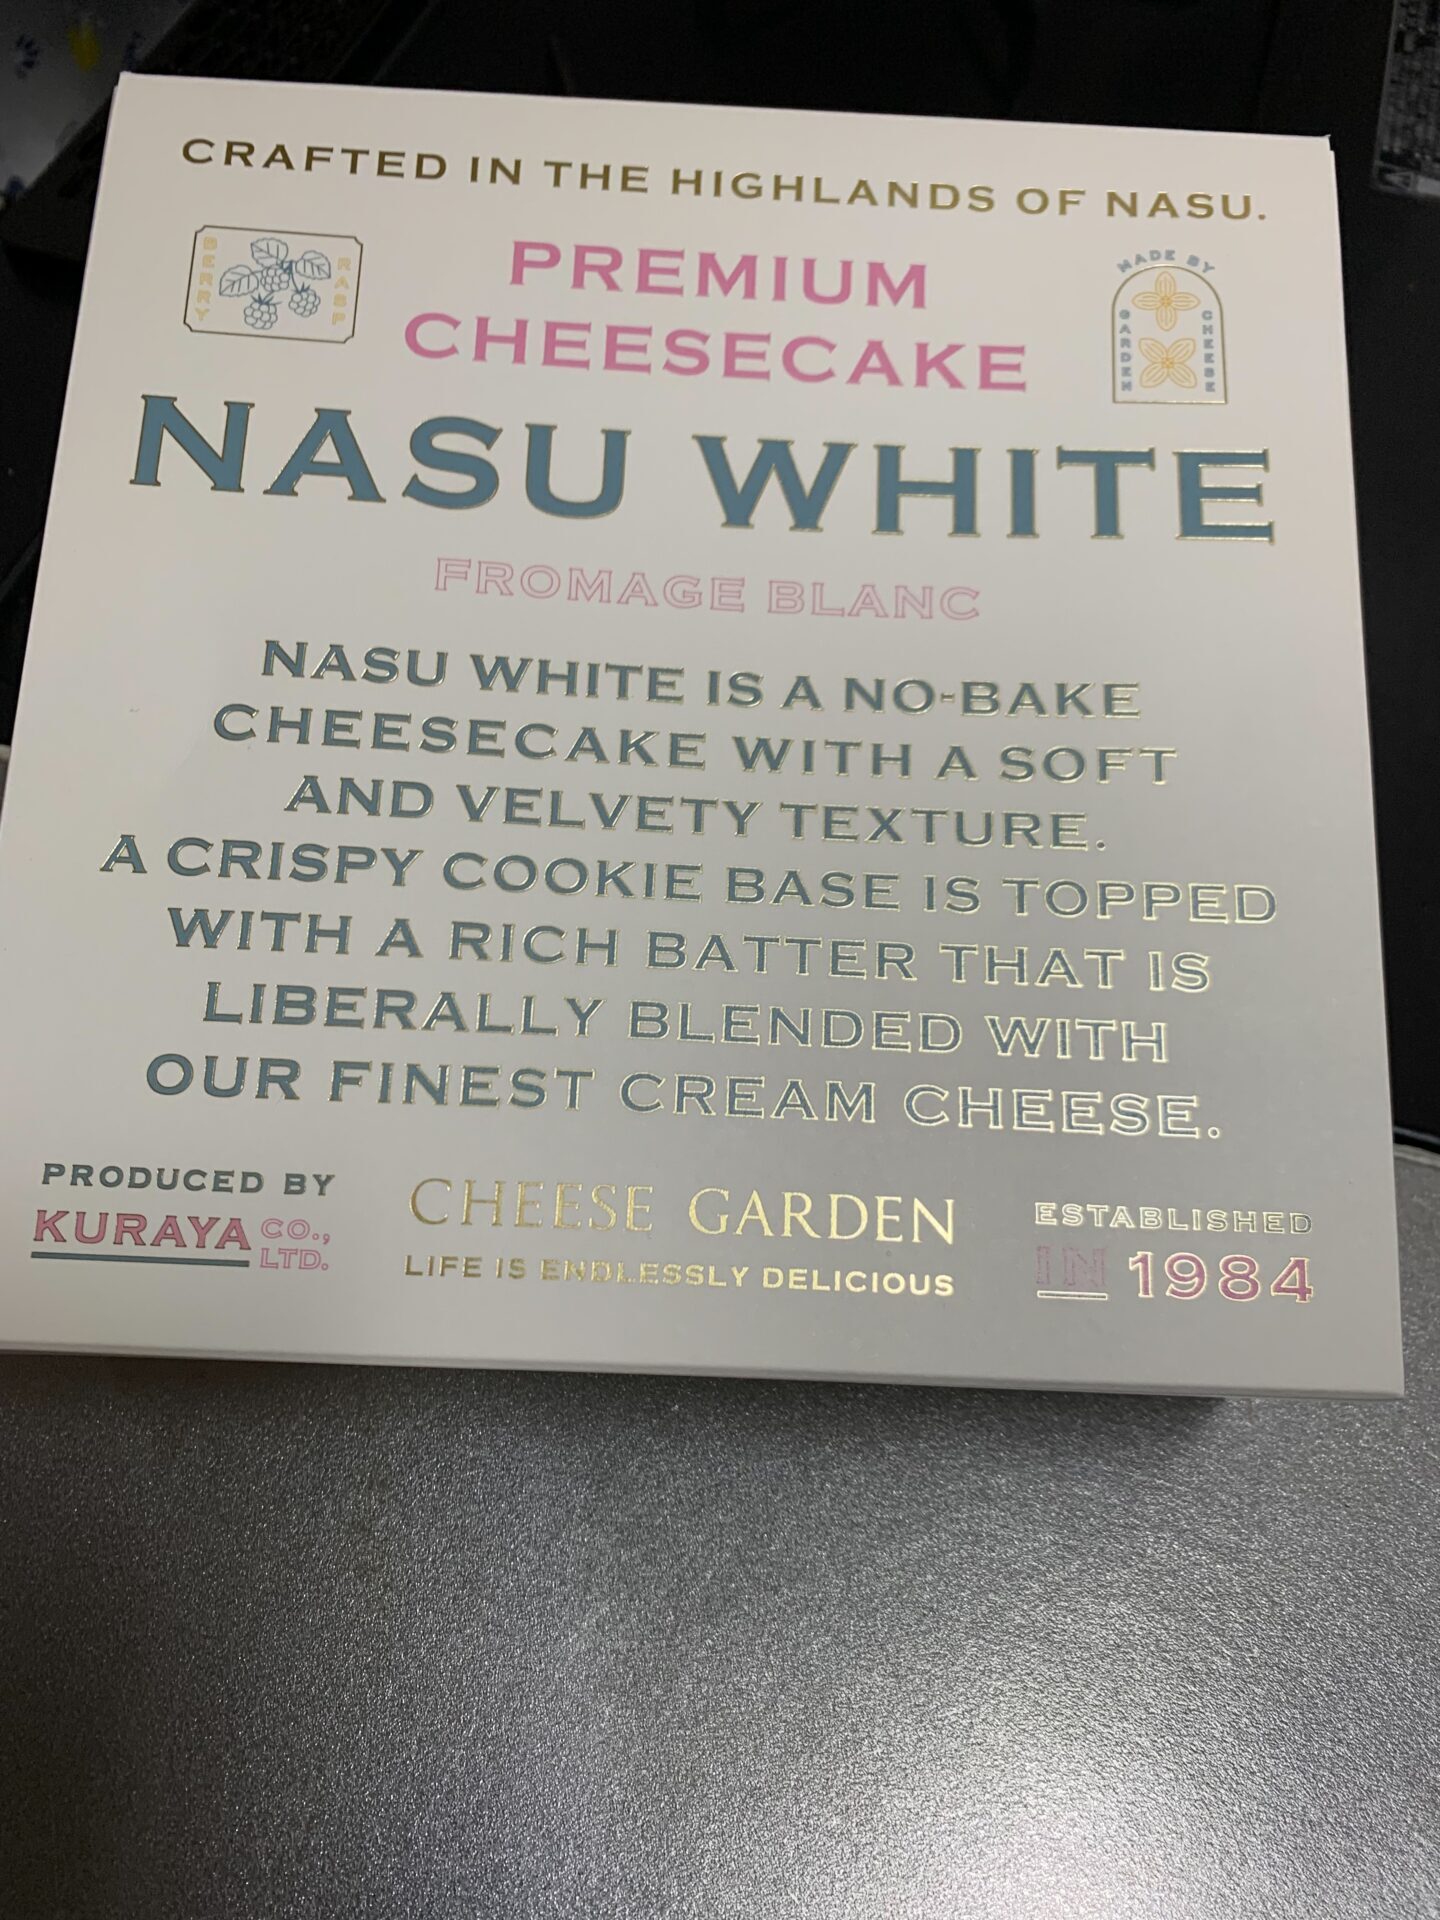 CRAFTED IN THE HIGHLANDS OF NASU.
BERRY
RASP
PREMIUM
CHEESECAKE
MADE BY
GARDEN
CHEESE
NASU WHITE
FROMAGE BLANC
NASU WHITE IS A NO-BAKE
CHEESECAKE WITH A SOFT
AND VELVETY TEXTURE.
A CRISPY COOKIE BASE IS TOPPED
WITH A RICH BATTER THAT IS
LIBERALLY BLENDED WITH
OUR FINEST CREAM CHEESE.
PRODUCED BY
KURAYA CO., LTD.
CHEESE GARDEN
LIFE IS ENDLESSLY DELICIOUS
ESTABLISHED
IN 1984